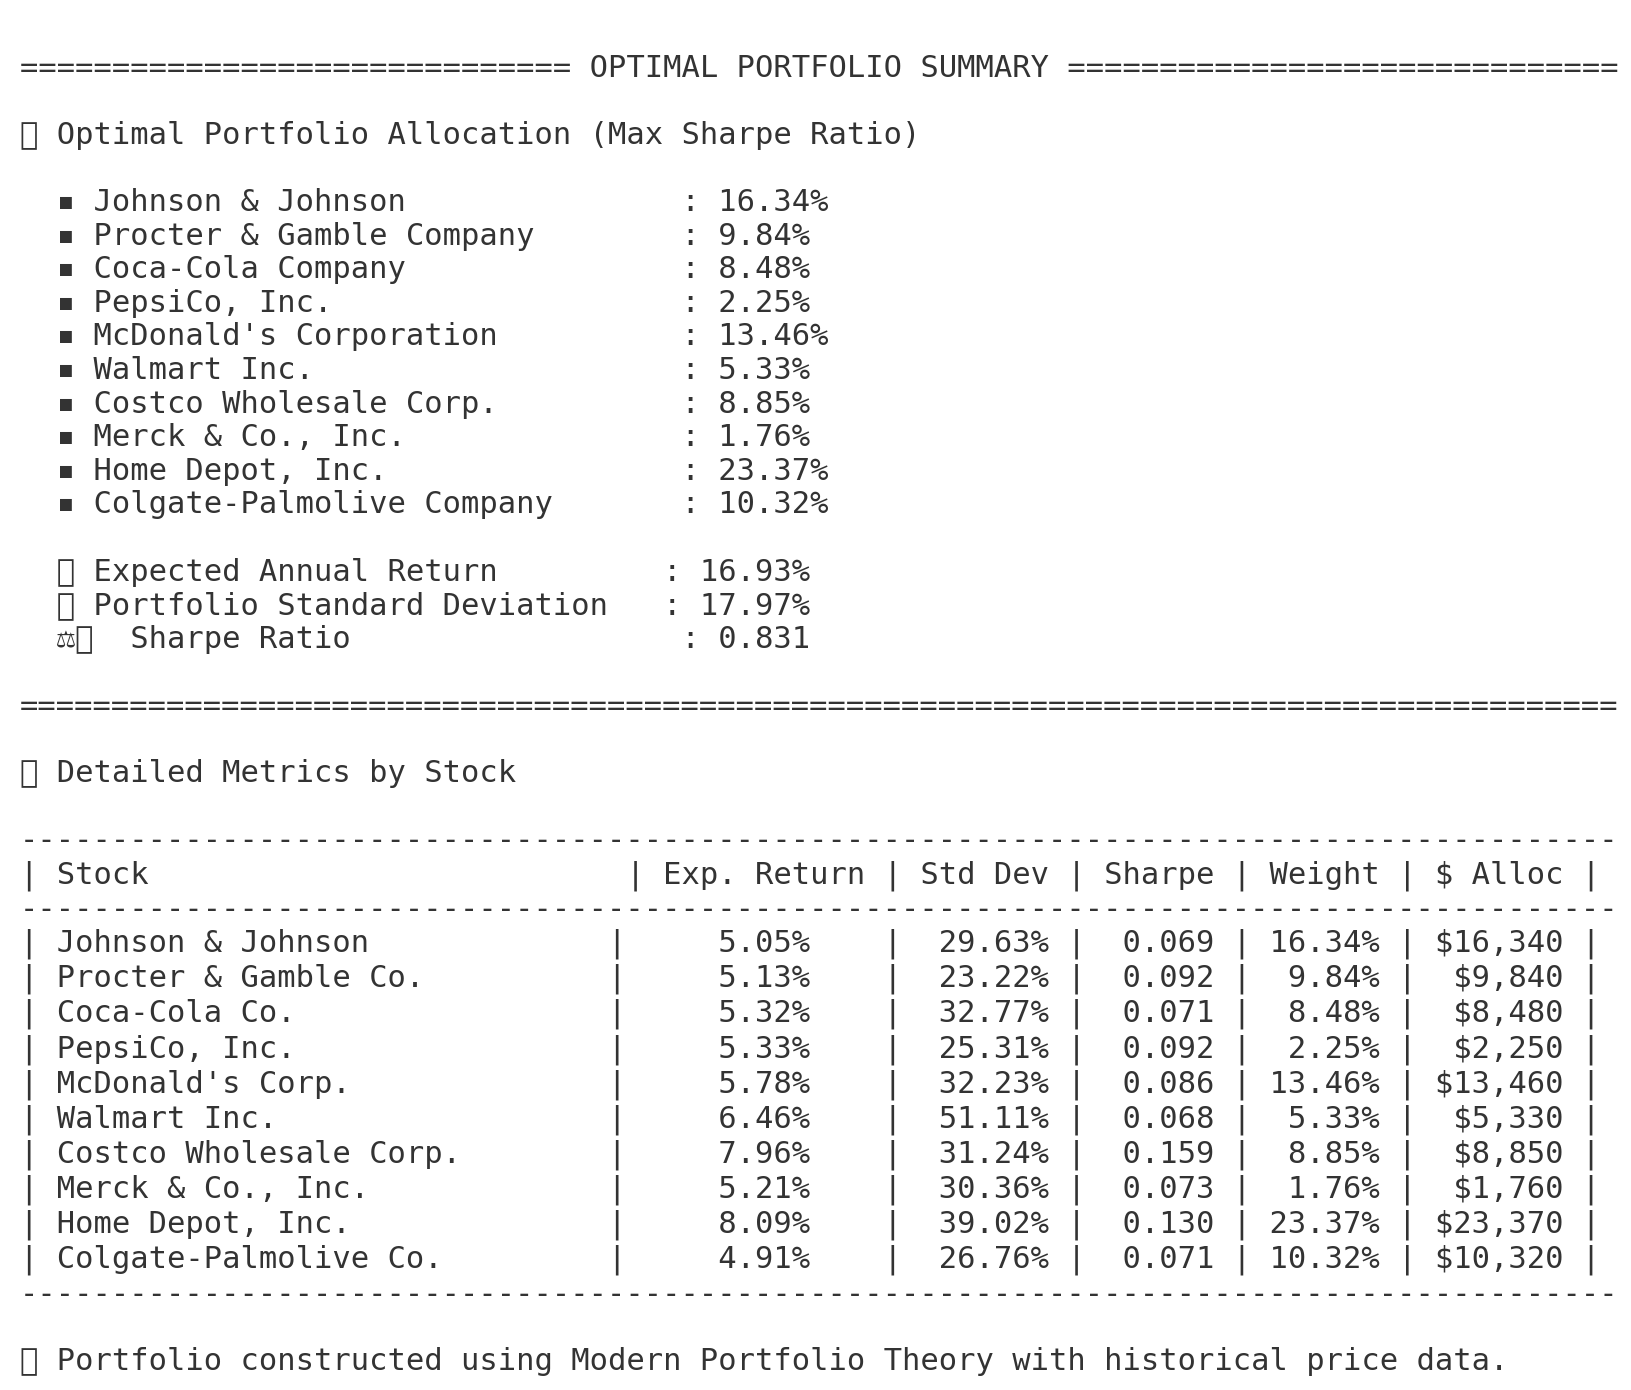 ============================== OPTIMAL PORTFOLIO SUMMARY ==============================
Optimal Portfolio Allocation (Max Sharpe Ratio)
▪ Johnson & Johnson : 16.34%
▪ Procter & Gamble Company : 9.84%
▪ Coca-Cola Company : 8.48%
▪ PepsiCo, Inc. : 2.25%
▪ McDonald's Corporation : 13.46%
▪ Walmart Inc. : 5.33%
▪ Costco Wholesale Corp. : 8.85%
▪ Merck & Co., Inc. : 1.76%
▪ Home Depot, Inc. : 23.37%
▪ Colgate-Palmolive Company : 10.32%
Expected Annual Return : 16.93%
Portfolio Standard Deviation : 17.97%
⚖ Sharpe Ratio : 0.831
=======================================================================================
Detailed Metrics by Stock
---------------------------------------------------------------------------------------
| Stock | Exp. Return | Std Dev | Sharpe | Weight | $ Alloc |
---------------------------------------------------------------------------------------
| Johnson & Johnson | 5.05% | 29.63% | 0.069 | 16.34% | $16,340 |
| Procter & Gamble Co. | 5.13% | 23.22% | 0.092 | 9.84% | $9,840 |
| Coca-Cola Co. | 5.32% | 32.77% | 0.071 | 8.48% | $8,480 |
| PepsiCo, Inc. | 5.33% | 25.31% | 0.092 | 2.25% | $2,250 |
| McDonald's Corp. | 5.78% | 32.23% | 0.086 | 13.46% | $13,460 |
| Walmart Inc. | 6.46% | 51.11% | 0.068 | 5.33% | $5,330 |
| Costco Wholesale Corp. | 7.96% | 31.24% | 0.159 | 8.85% | $8,850 |
| Merck & Co., Inc. | 5.21% | 30.36% | 0.073 | 1.76% | $1,760 |
| Home Depot, Inc. | 8.09% | 39.02% | 0.130 | 23.37% | $23,370 |
| Colgate-Palmolive Co. | 4.91% | 26.76% | 0.071 | 10.32% | $10,320 |
---------------------------------------------------------------------------------------
Portfolio constructed using Modern Portfolio Theory with historical price data.